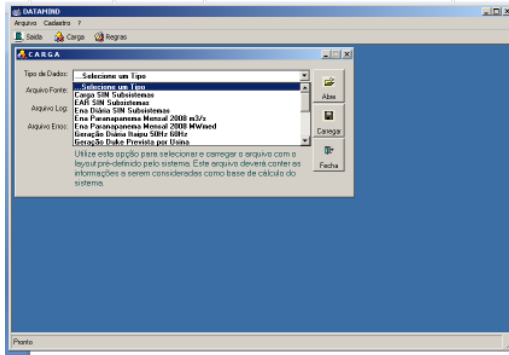 DATAMIND
Arquivo Cadastro ?
Saida Carga Regras
CARGA
Tipo de Dados: ...Selecione um Tipo
...Selecione um Tipo
Carga SIN Subsistemas
EAR SIN Subsistemas
Ena Diária SIN Subsistemas
Ena Paranapanema Mensal 2008 m3/s
Ena Paranapanema Mensal 2008 MWmed
Geração Diária Itaipu 50Hz 60Hz
Geração Duke Prevista por Usina
Arquivo Fonte:
Arquivo Log:
Arquivo Erros:
Abre
Carregar
Fecha
Utilize esta opção para selecionar e carregar o arquivo com o
layout pré-definido pelo sistema. Este arquivo deverá conter as
informações a serem consideradas como base de cálculo do
sistema.
Pronto